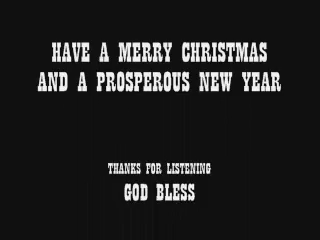 HAVE A MERRY CHRISTMAS
AND A PROSPEROUS NEW YEAR
THANKS FOR LISTENING
GOD BLESS